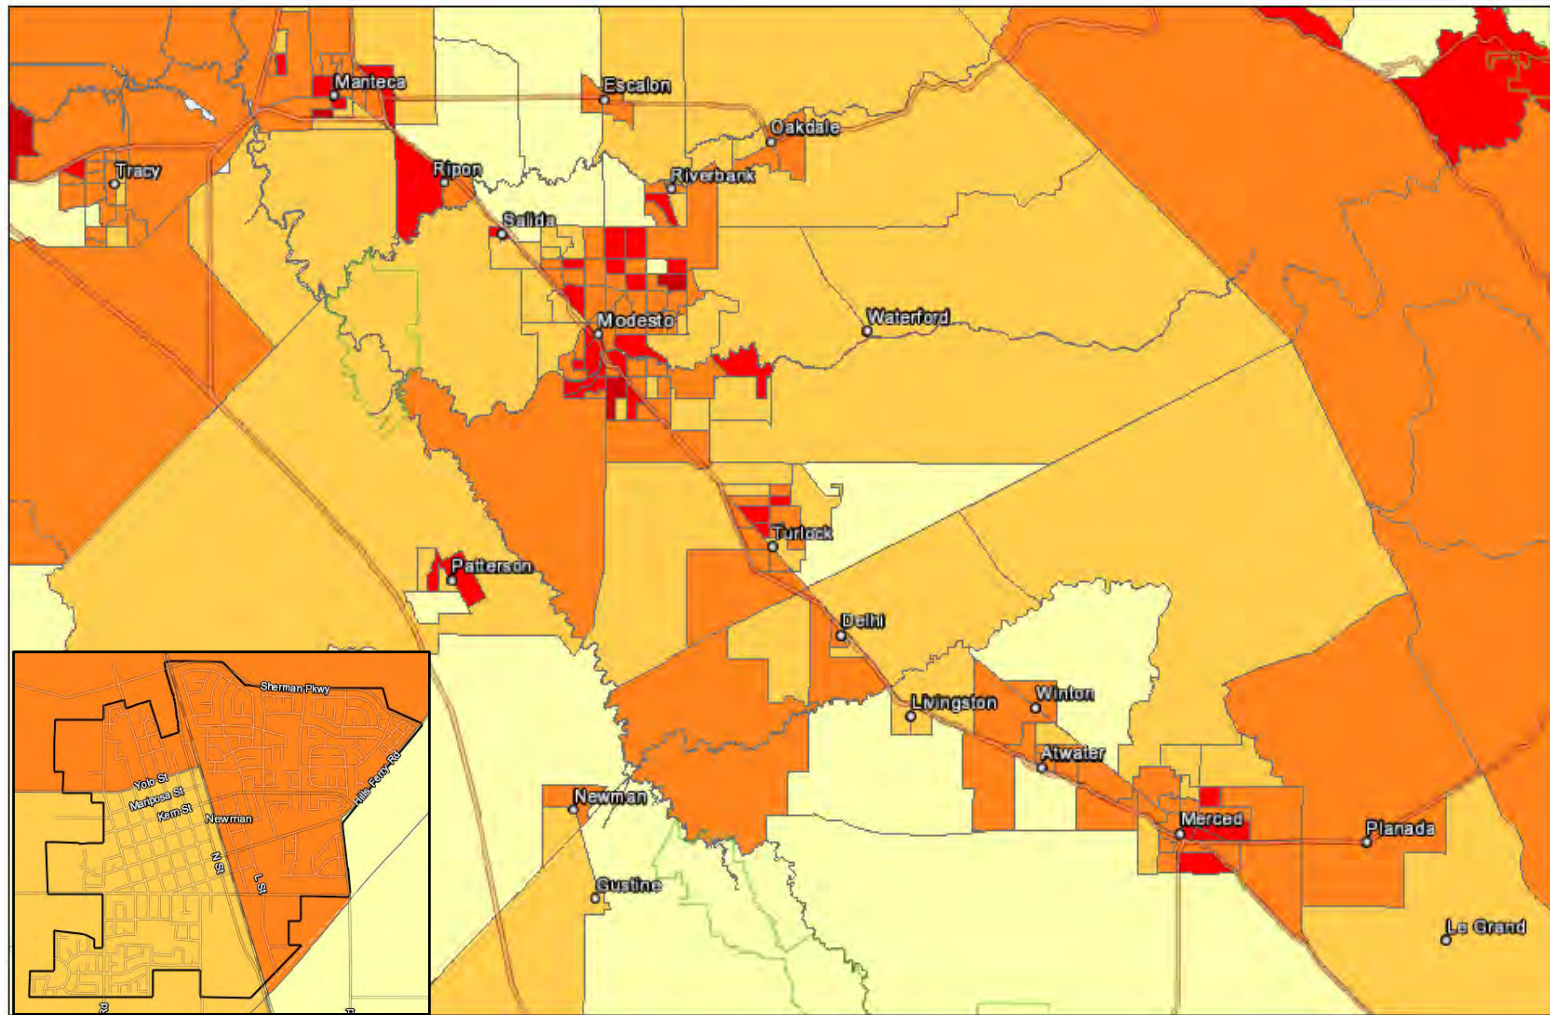 Manteca
Escalon
Oakdale
Tracy
Ripon
Riverbank
Salida
Modesto
Waterford
Turlock
Patterson
Delhi
Livingston
Winton
Atwater
Newman
Merced
Planada
Gustine
Le Grand
Sherman Pkwy
Hills Ferry Rd
Yolo St
Mariposa St
Kern St
Newman
N St
L St